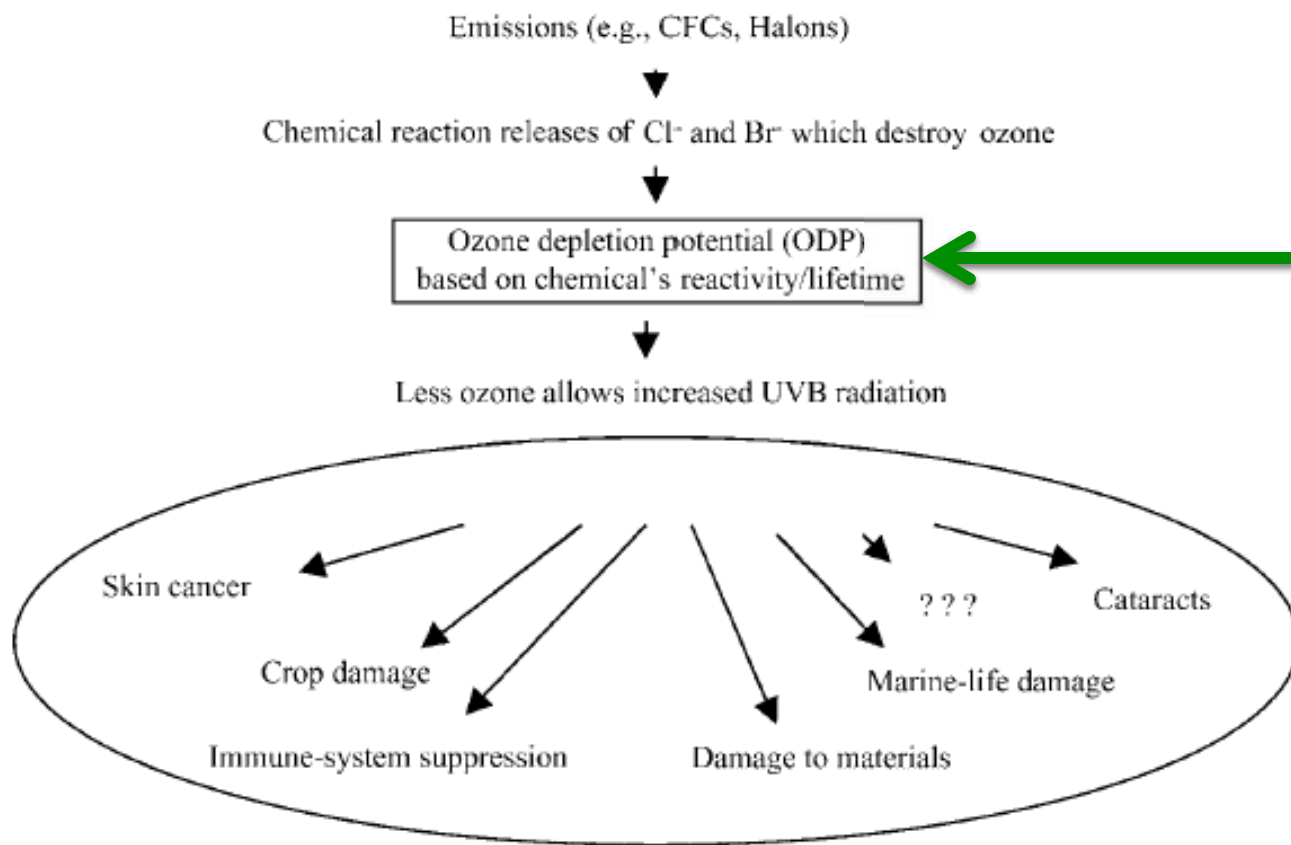 Emissions (e.g., CFCs, Halons)
Chemical reaction releases of Cl⁻ and Br⁻ which destroy ozone
Ozone depletion potential (ODP)
based on chemical's reactivity/lifetime
Less ozone allows increased UVB radiation
Skin cancer
? ? ?
Cataracts
Crop damage
Marine-life damage
Immune-system suppression
Damage to materials